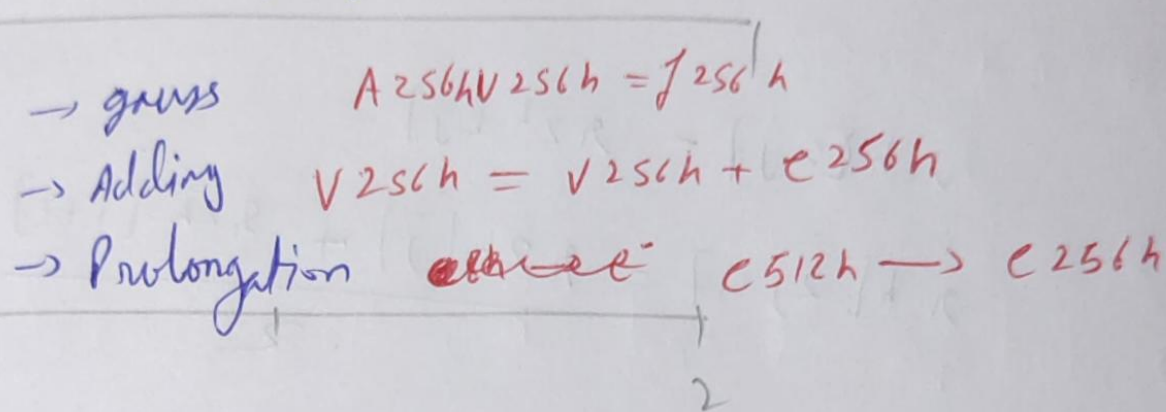 → gauss A256hV256h = f256h
→ Adding V256h = V256h + e256h
→ Prolongation e512h → e256h
2